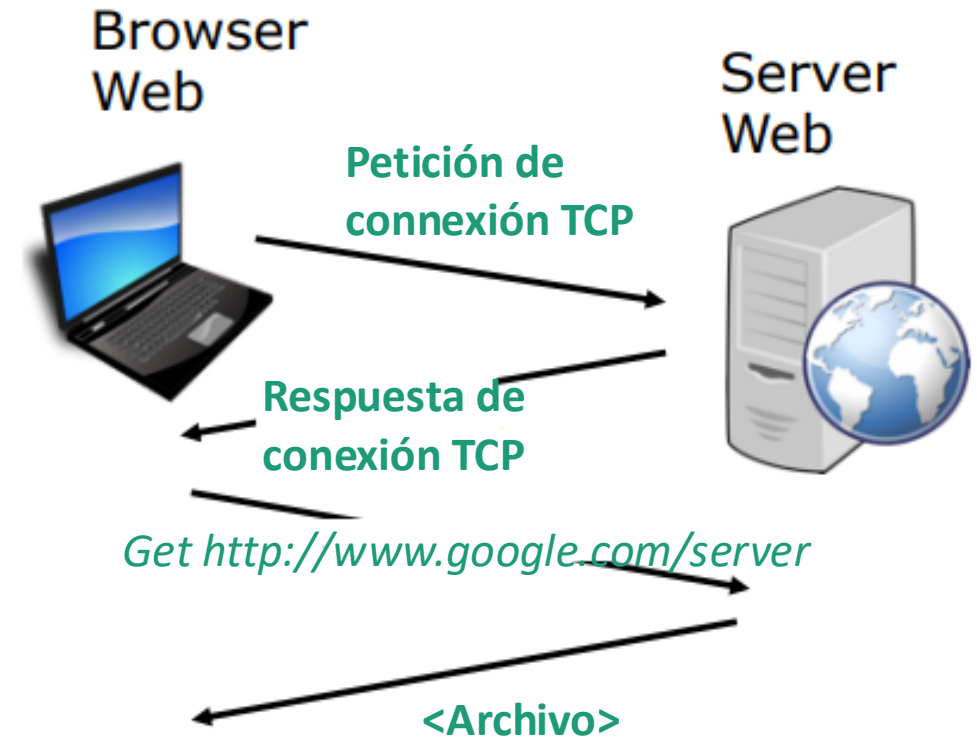 Browser
Web
Server
Web
Petición de
connexión TCP
Respuesta de
conexión TCP
Get http://www.google.com/server
<Archivo>